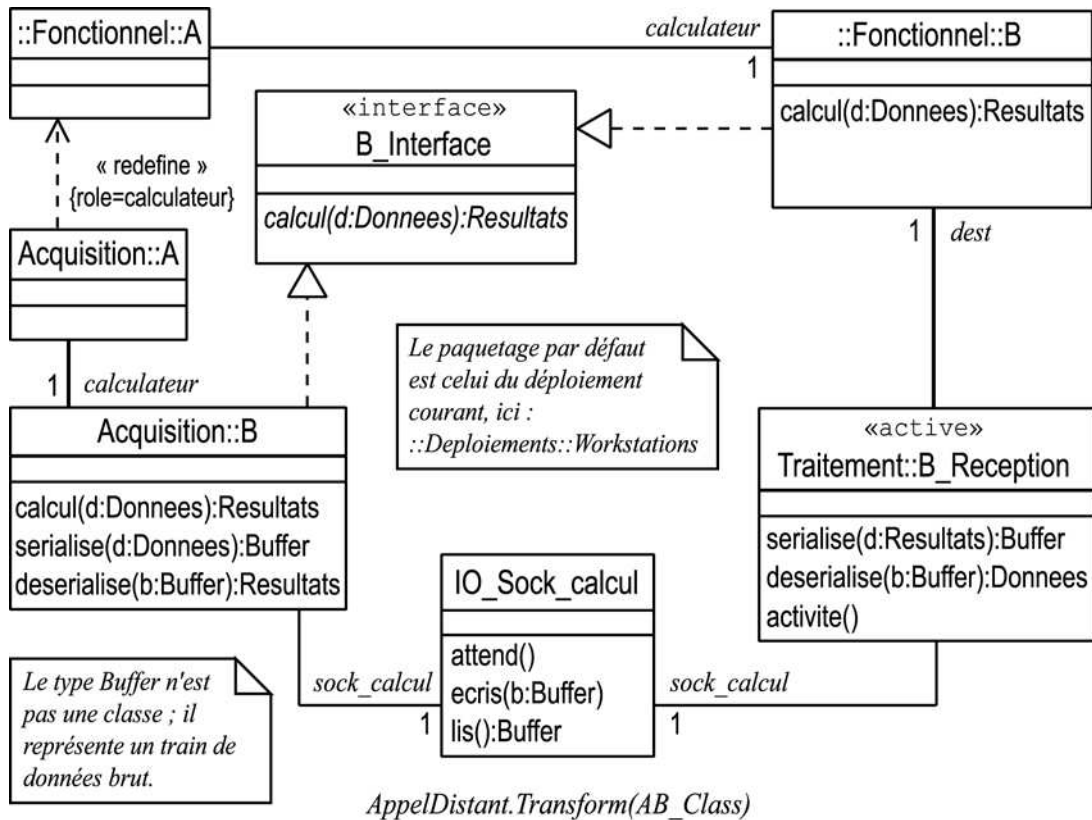 ::Fonctionnel::A
calculateur
1
::Fonctionnel::B
calcul(d:Donnees):Resultats
«interface»
B_Interface
calcul(d:Donnees):Resultats
« redefine »
{role=calculateur}
Acquisition::A
1
dest
1
calculateur
Le paquetage par défaut
est celui du déploiement
courant, ici :
::Deploiements::Workstations
Acquisition::B
calcul(d:Donnees):Resultats
serialise(d:Donnees):Buffer
deserialise(b:Buffer):Resultats
«active»
Traitement::B_Reception
serialise(d:Resultats):Buffer
deserialise(b:Buffer):Donnees
activite()
IO_Sock_calcul
attend()
ecris(b:Buffer)
lis():Buffer
sock_calcul
1
sock_calcul
1
Le type Buffer n'est
pas une classe ; il
représente un train de
données brut.
AppelDistant.Transform(AB_Class)